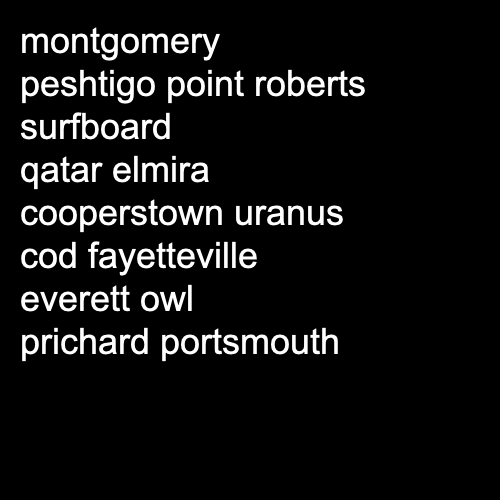 montgomery
peshtigo point roberts
surfboard
qatar elmira
cooperstown uranus
cod fayetteville
everett owl
prichard portsmouth